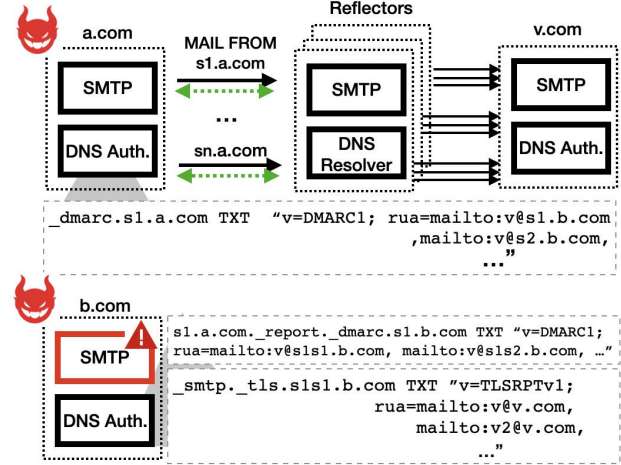 a.com
MAIL FROM
s1.a.com
...
sn.a.com
SMTP
DNS Auth.
Reflectors
SMTP
DNS
Resolver
v.com
SMTP
DNS Auth.
_dmarc.s1.a.com TXT “v=DMARC1; rua=mailto:v@s1.b.com
,mailto:v@s2.b.com,
...”
b.com
!
SMTP
DNS Auth.
s1.a.com._report._dmarc.s1.b.com TXT “v=DMARC1;
rua=mailto:v@s1s1.b.com, mailto:v@s1s2.b.com, …”
_smtp._tls.s1s1.b.com TXT ”v=TLSRPTv1;
rua=mailto:v@v.com,
mailto:v2@v.com,
...”